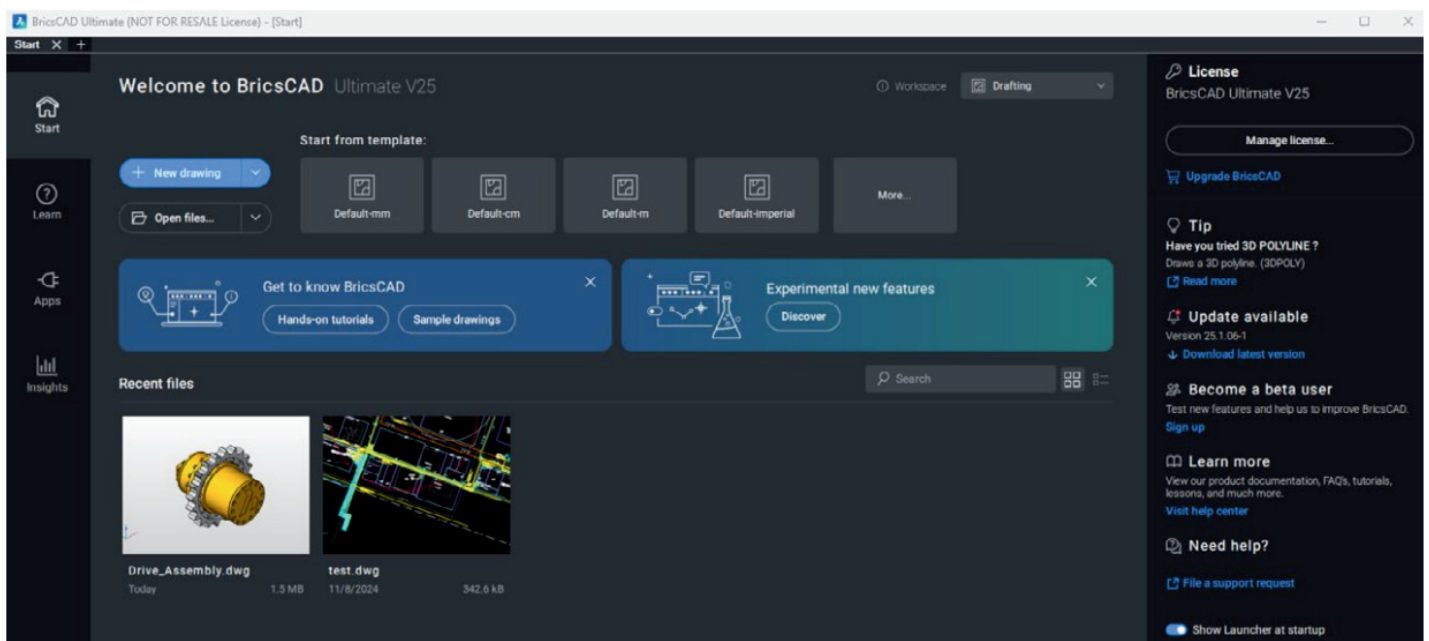 BricsCAD Ultimate (NOT FOR RESALE License) - [Start]
Start
Start
Learn
Apps
Insights
Welcome to BricsCAD Ultimate V25
Workspace
Drafting
Start from template:
New drawing
Open files...
Default-mm
Default-cm
Default-m
Default-imperial
More...
Get to know BricsCAD
Hands-on tutorials
Sample drawings
Experimental new features
Discover
Recent files
Search
Drive_Assembly.dwg
Today 1.5 MB
test.dwg
11/8/2024 342.6 kB
License
BricsCAD Ultimate V25
Manage license...
Upgrade BricsCAD
Tip
Have you tried 3D POLYLINE ?
Draws a 3D polyline. (3DPOLY)
Read more
Update available
Version 25.1.06-1
Download latest version
Become a beta user
Test new features and help us to improve BricsCAD.
Sign up
Learn more
View our product documentation, FAQ's, tutorials,
lessons, and much more.
Visit help center
Need help?
File a support request
Show Launcher at startup